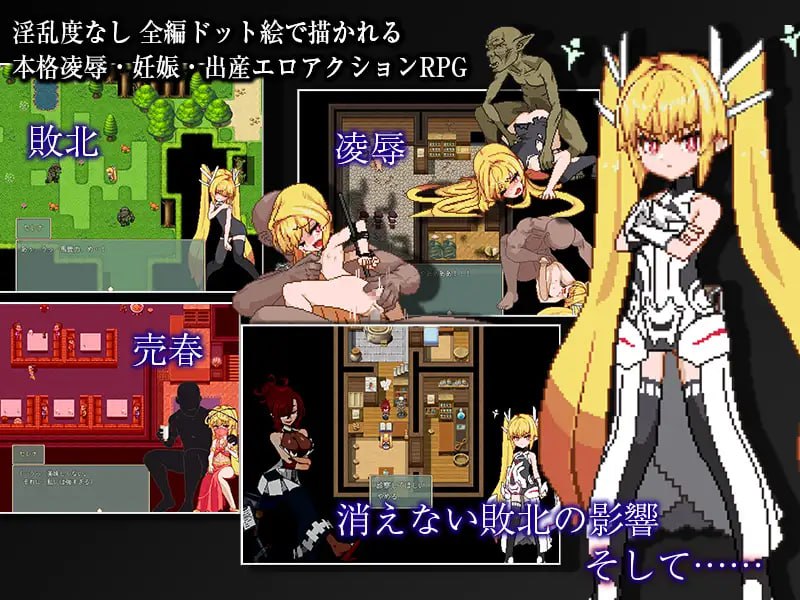 淫乱度なし 全編ドット絵で描かれる
本格凌辱・妊娠・出産エロアクションRPG
敗北
凌辱
売春
消えない敗北の影響
そして……